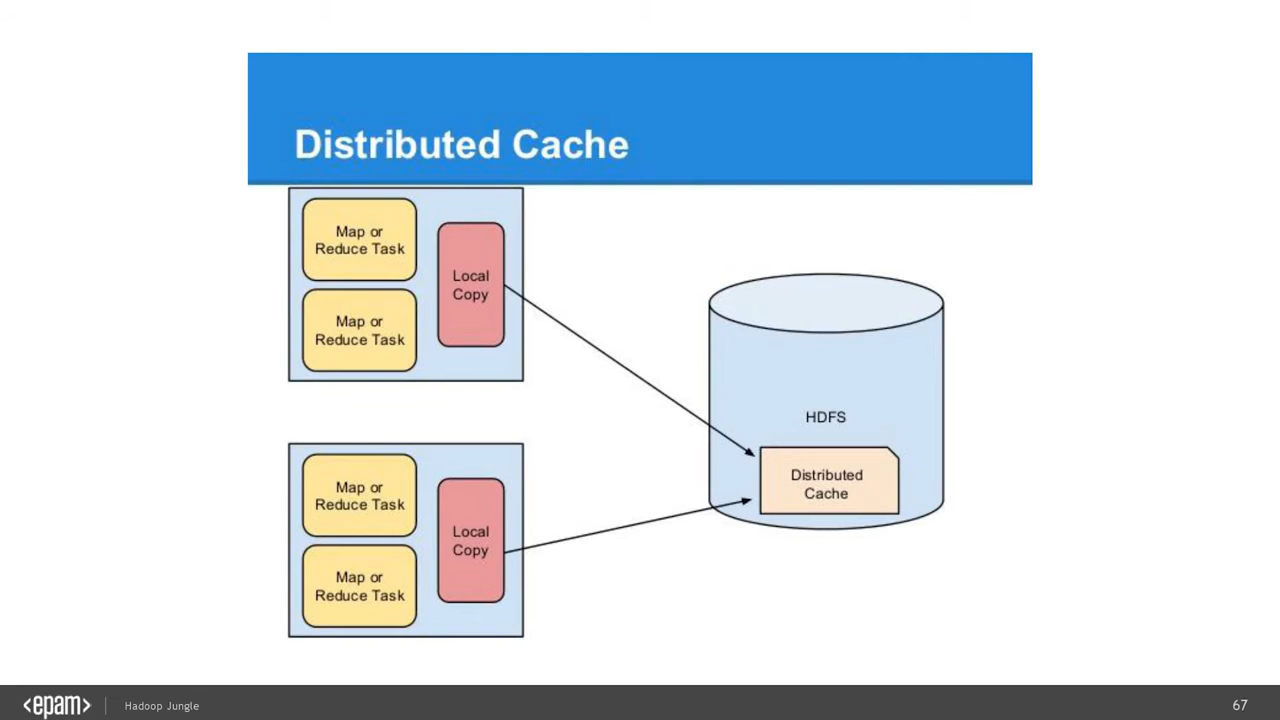 Distributed Cache
Map or
Reduce Task
Map or
Reduce Task
Local
Copy
HDFS
Distributed
Cache
Map or
Reduce Task
Map or
Reduce Task
Local
Copy
<epam>
Hadoop Jungle
67